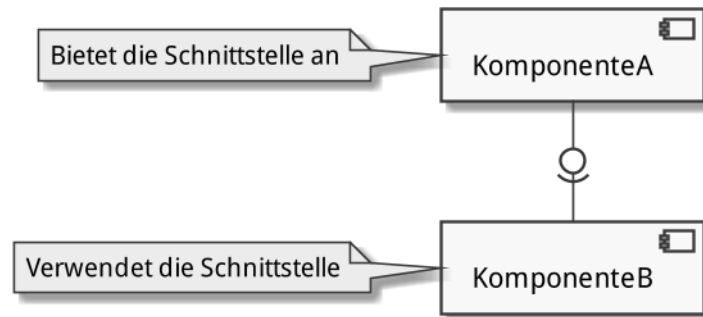 Bietet die Schnittstelle an
KomponenteA
Verwendet die Schnittstelle
KomponenteB